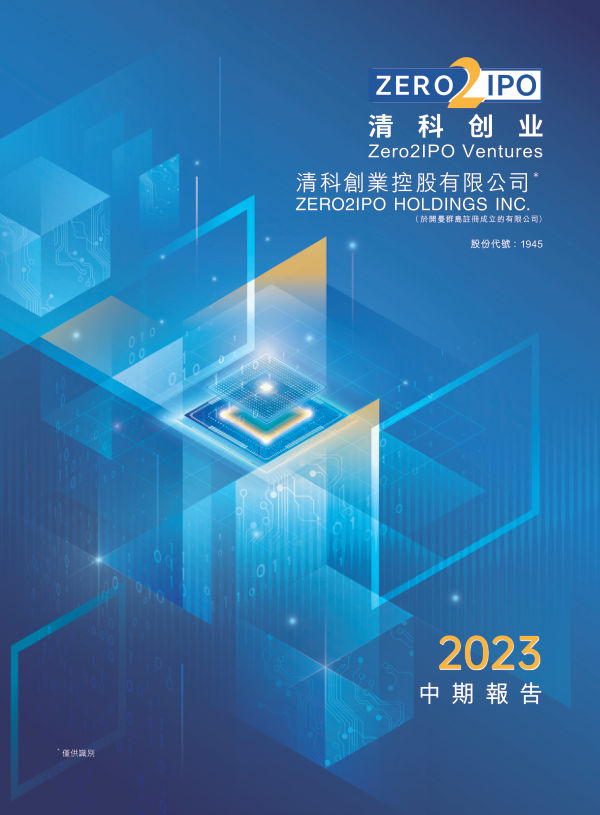 ZERO2IPO
清科创业
Zero2IPO Ventures
清科創業控股有限公司*
ZERO2IPO HOLDINGS INC.
（於開曼群島註冊成立的有限公司）
股份代號：1945
2023
中期報告
* 僅供識別